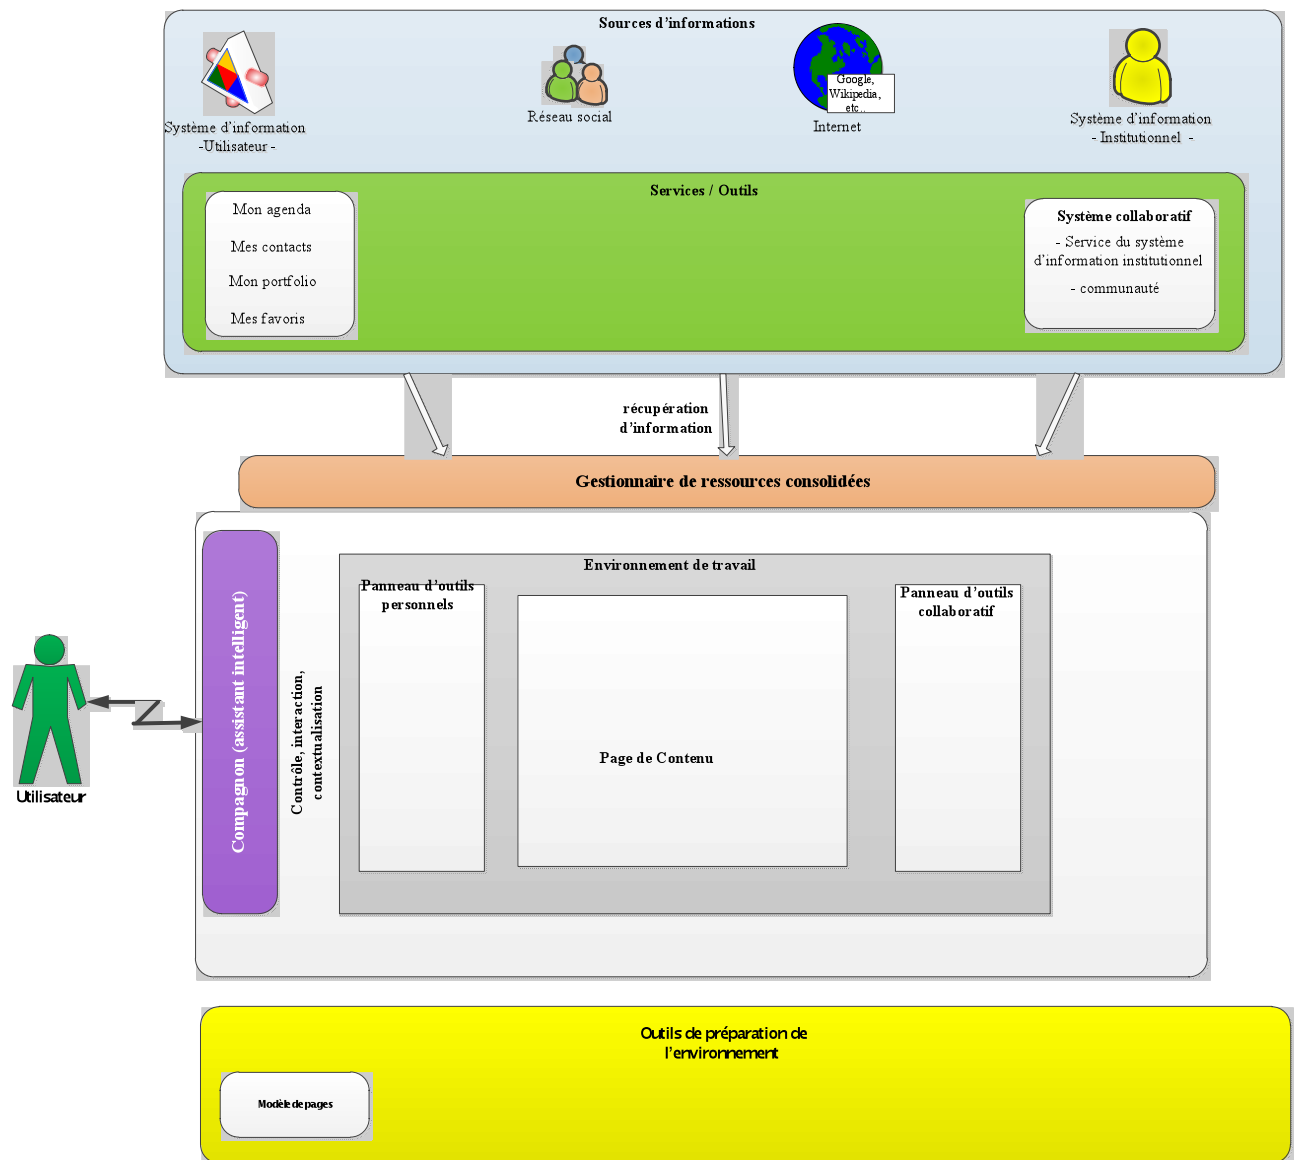 Sources d’informations
Google,
Wikipedia,
etc..
Système d’information
-Utilisateur -
Réseau social
Internet
Système d’information
- Institutionnel -
Services / Outils
Mon agenda
Mes contacts
Mon portfolio
Mes favoris
Système collaboratif
- Service du système
d’information institutionnel
- communauté
récupération
d’information
Gestionnaire de ressources consolidées
Utilisateur
Compagnon (assistant intelligent)
Contrôle, interaction,
contextualisation
Environnement de travail
Panneau d’outils
personnels
Page de Contenu
Panneau d’outils
collaboratif
Outils de préparation de
l’environnement
Modèle de pages